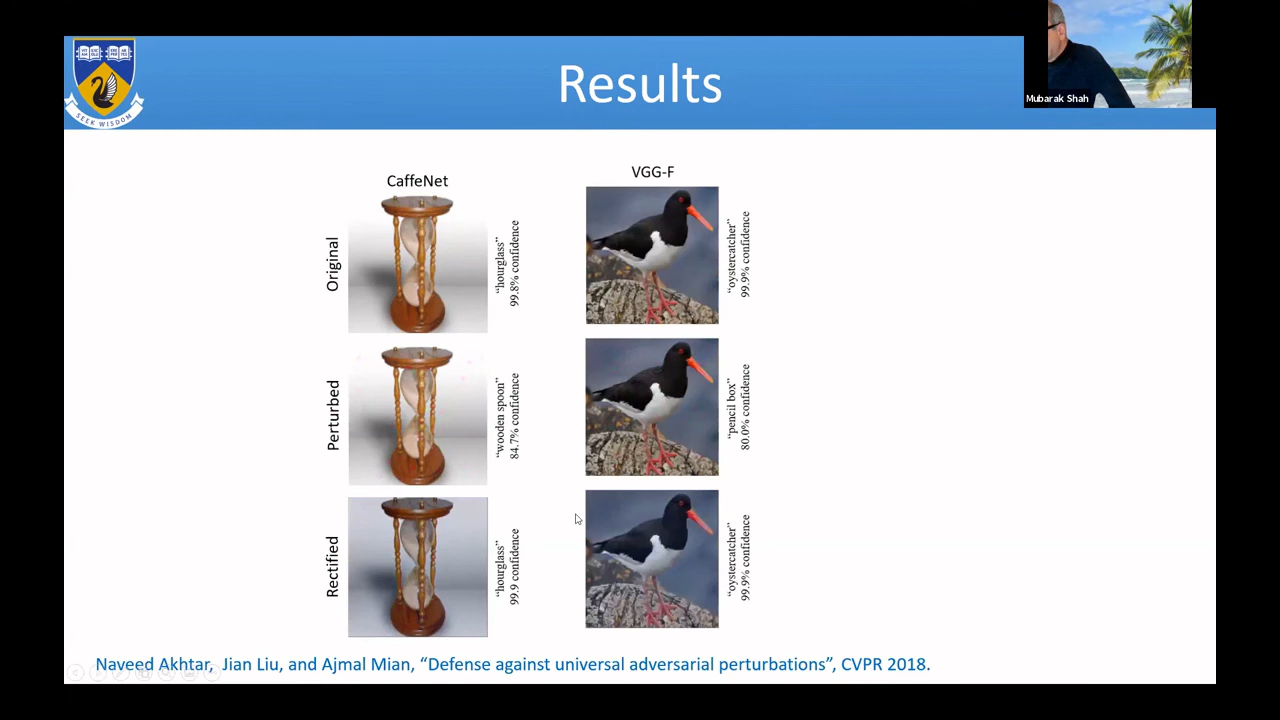 Results
Mubarak Shah
SEEK WISDOM
CaffeNet
VGG-F
Original
"hourglass"
99.8% confidence
"oystercatcher"
99.9% confidence
Perturbed
"wooden spoon"
84.7% confidence
"pencil box"
80.0% confidence
Rectified
"hourglass"
99.9 confidence
"oystercatcher"
99.9% confidence
Naveed Akhtar, Jian Liu, and Ajmal Mian, “Defense against universal adversarial perturbations”, CVPR 2018.